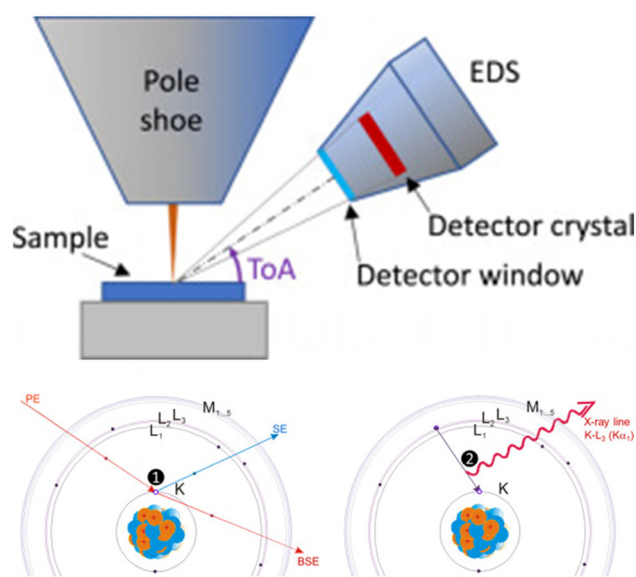 Pole
shoe
EDS
Sample
ToA
Detector crystal
Detector window
PE
M1...5
L2 L3
L1
SE
1
K
BSE
M1...5
L2 L3
L1
X-ray line
K-L3 (Kα1)
2
K